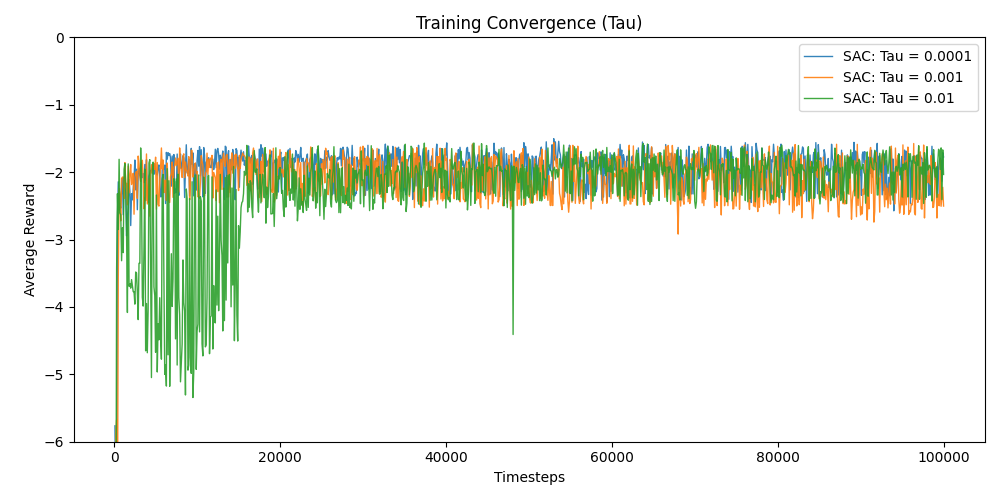 Training Convergence (Tau)
SAC: Tau = 0.0001
SAC: Tau = 0.001
SAC: Tau = 0.01
Average Reward
0
−1
−2
−3
−4
−5
−6
0 20000 40000 60000 80000 100000
Timesteps